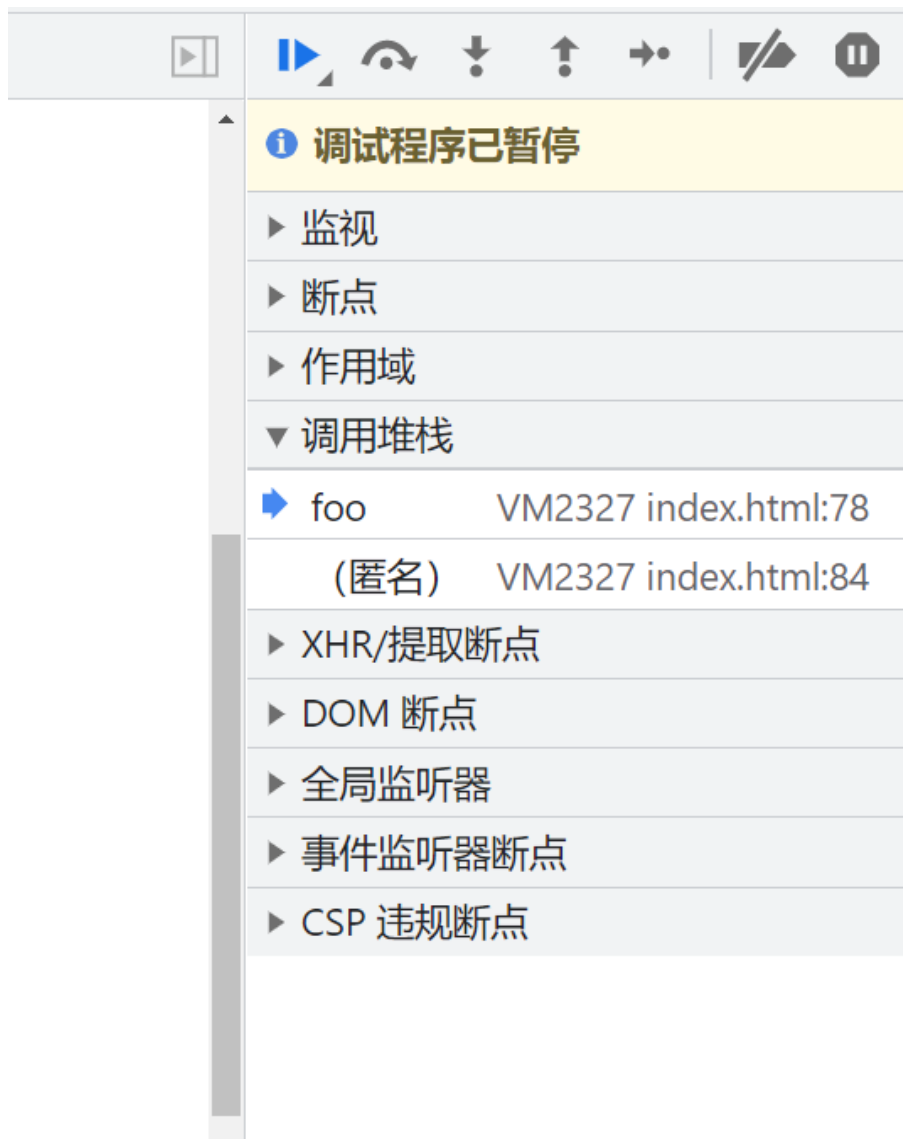 调试程序已暂停
监视
断点
作用域
调用堆栈
foo VM2327 index.html:78
（匿名） VM2327 index.html:84
XHR/提取断点
DOM 断点
全局监听器
事件监听器断点
CSP 违规断点